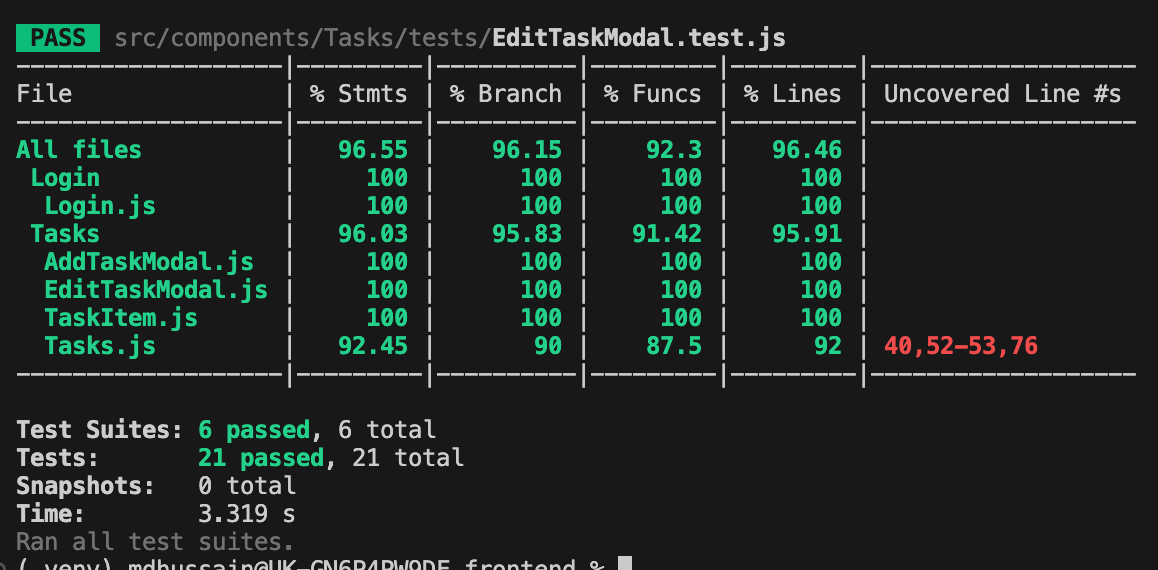 PASS src/components/Tasks/tests/EditTaskModal.test.js
---------------------|---------|----------|---------|---------|-------------------
File | % Stmts | % Branch | % Funcs | % Lines | Uncovered Line #s
---------------------|---------|----------|---------|---------|-------------------
All files | 96.55 | 96.15 | 92.3 | 96.46 |
Login | 100 | 100 | 100 | 100 |
Login.js | 100 | 100 | 100 | 100 |
Tasks | 96.03 | 95.83 | 91.42 | 95.91 |
AddTaskModal.js | 100 | 100 | 100 | 100 |
EditTaskModal.js | 100 | 100 | 100 | 100 |
TaskItem.js | 100 | 100 | 100 | 100 |
Tasks.js | 92.45 | 90 | 87.5 | 92 | 40,52-53,76
---------------------|---------|----------|---------|---------|-------------------
Test Suites: 6 passed, 6 total
Tests: 21 passed, 21 total
Snapshots: 0 total
Time: 3.319 s
Ran all test suites.
(.venv) frontend %